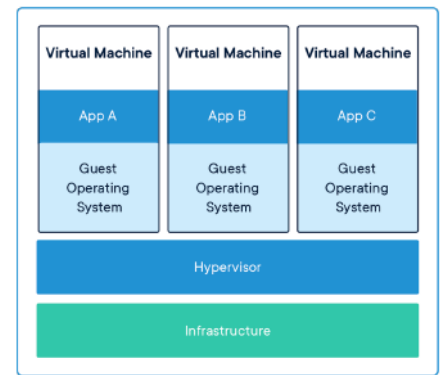 Virtual Machine
Virtual Machine
Virtual Machine
App A
App B
App C
Guest
Operating
System
Guest
Operating
System
Guest
Operating
System
Hypervisor
Infrastructure